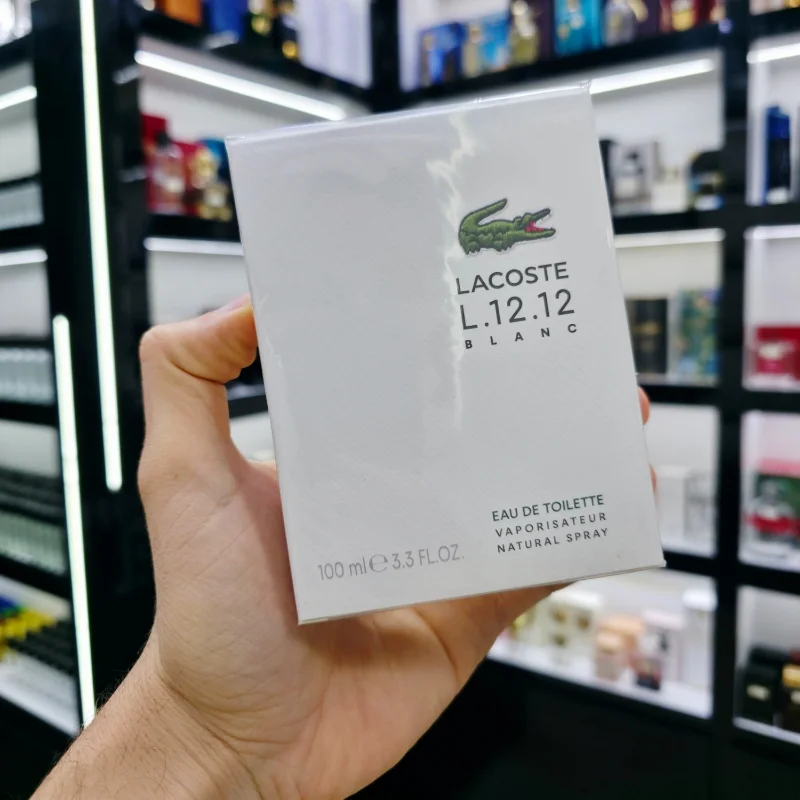 LACOSTE
L.12.12
BLANC
EAU DE TOILETTE
VAPORISATEUR
NATURAL SPRAY
100 ml ℮ 3.3 FL.OZ.